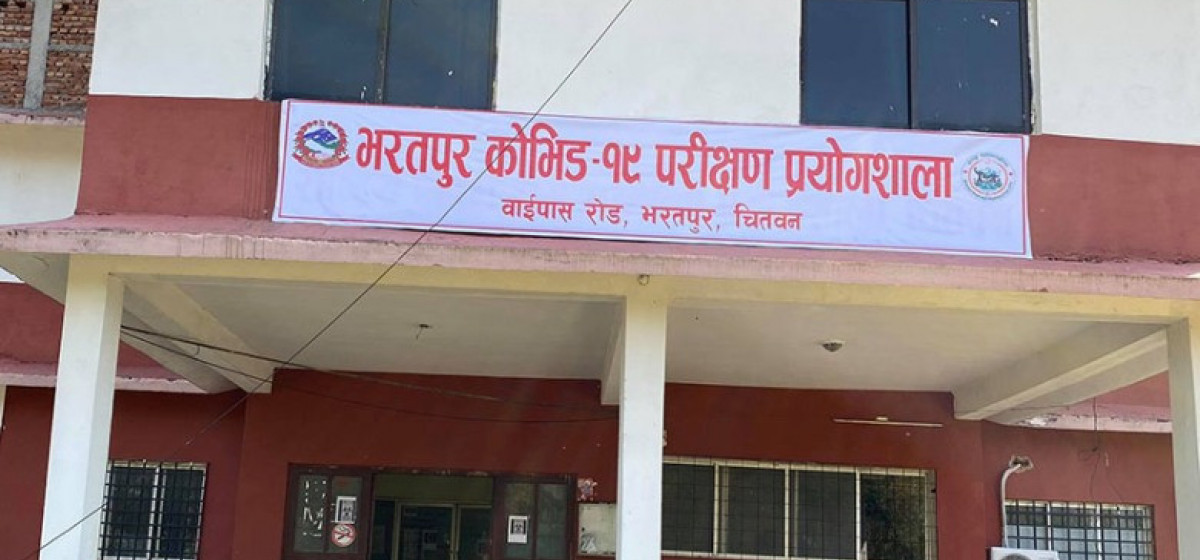 भरतपुर कोभिड-१९ परीक्षण प्रयोगशाला
वाईपास रोड, भरतपुर, चितवन